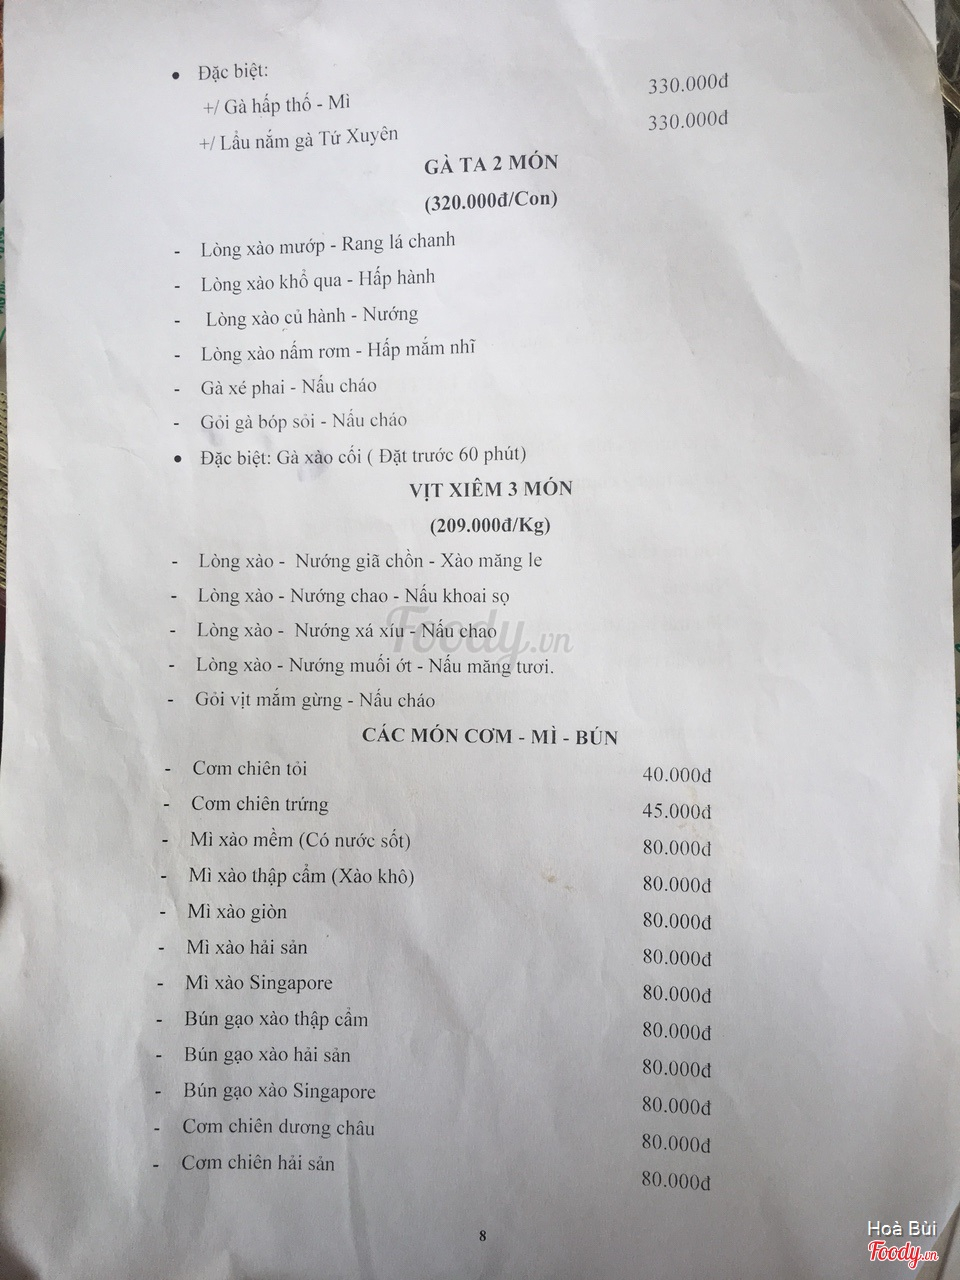 • Đặc biệt:
+/ Gà hấp thố - Mì 330.000đ
+/ Lẩu nắm gà Tứ Xuyên 330.000đ
GÀ TA 2 MÓN
(320.000đ/Con)
- Lòng xào mướp - Rang lá chanh
- Lòng xào khổ qua - Hấp hành
- Lòng xào củ hành - Nướng
- Lòng xào nấm rơm - Hấp mắm nhĩ
- Gà xé phai - Nấu cháo
- Gỏi gà bóp sỏi - Nấu cháo
• Đặc biệt: Gà xào cối ( Đặt trước 60 phút)
VỊT XIÊM 3 MÓN
(209.000đ/Kg)
- Lòng xào - Nướng giã chồn - Xào măng le
- Lòng xào - Nướng chao - Nấu khoai sọ
- Lòng xào - Nướng xá xíu - Nấu chao
- Lòng xào - Nướng muối ớt - Nấu măng tươi.
- Gỏi vịt mắm gừng - Nấu cháo
Foody.vn
CÁC MÓN CƠM - MÌ - BÚN
- Cơm chiên tỏi 40.000đ
- Cơm chiên trứng 45.000đ
- Mì xào mềm (Có nước sốt) 80.000đ
- Mì xào thập cẩm (Xào khô) 80.000đ
- Mì xào giòn 80.000đ
- Mì xào hải sản 80.000đ
- Mì xào Singapore 80.000đ
- Bún gạo xào thập cẩm 80.000đ
- Bún gạo xào hải sản 80.000đ
- Bún gạo xào Singapore 80.000đ
- Cơm chiên dương châu 80.000đ
- Cơm chiên hải sản 80.000đ
8
Hoà Bùi
Foody.vn